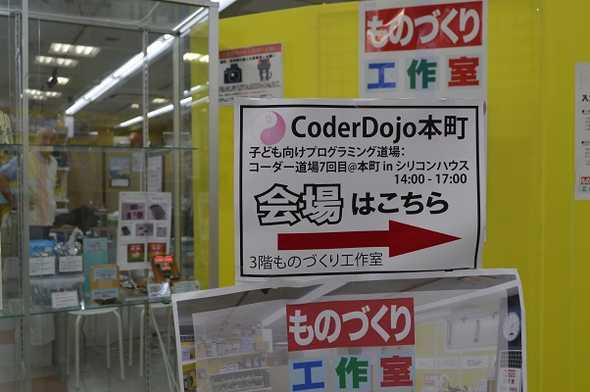 ものづくり
工作室
CoderDojo本町
子ども向けプログラミング道場:
コーダー道場7回目@本町 in シリコンハウス
14:00 - 17:00
会場 はこちら
3階ものづくり工作室
ものづくり
工作室